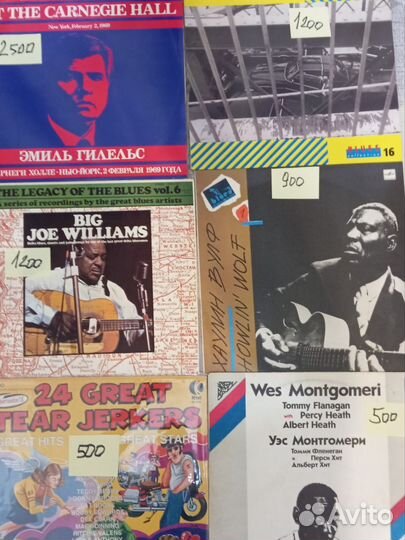 T THE CARNEGIE HALL
New York, February 2, 1969
2500
ЭМИЛЬ ГИЛЕЛЬС
РНЕГИ ХОЛЛЕ · НЬЮ-ЙОРК, 2 ФЕВРАЛЯ 1969 ГОДА
1200
16
THE LEGACY OF THE BLUES vol. 6
a series of recordings by the great blues artists
BIG
JOE WILLIAMS
1200
900
ХАУЛИН ВУЛФ
HOWLIN WOLF
24 GREAT
TEAR JERKERS
GREAT HITS
GREAT STARS
500
RITCHIE VALENS
Wes Montgomeri
Tommy Flanagan
with Percy Heath
Albert Heath
500
Уэс Монтгомери
Томми Фленеган
и Перси Хит
Альберт Хит
Avito